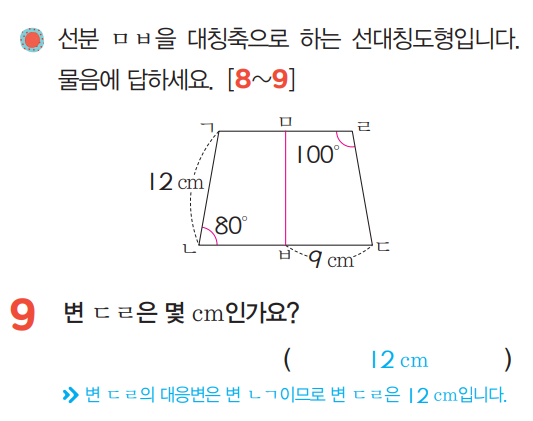 선분 ㅁㅂ을 대칭축으로 하는 선대칭도형입니다.
물음에 답하세요. [8~9]
ㄱ ㅁ ㄹ
100°
12 cm
80°
ㄴ ㅂ 9 cm ㄷ
9 변 ㄷㄹ은 몇 cm인가요?
( 12 cm )
변 ㄷㄹ의 대응변은 변 ㄴㄱ이므로 변 ㄷㄹ은 12 cm입니다.